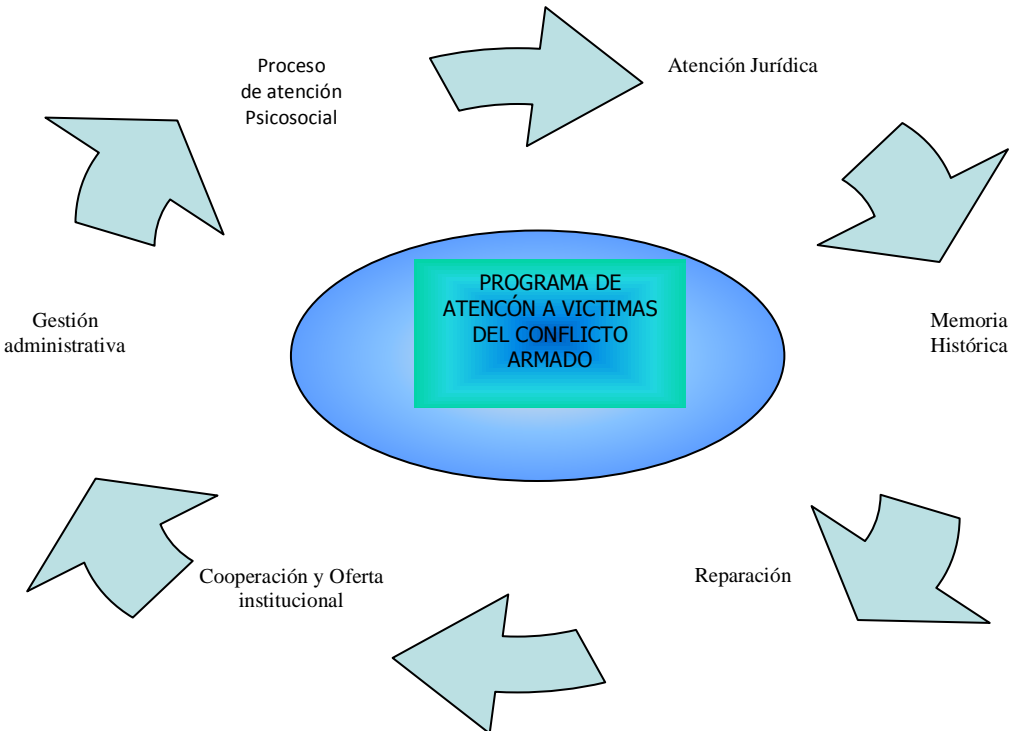 Proceso
de atención
Psicosocial
Atención Jurídica
PROGRAMA DE
ATENCÓN A VICTIMAS
DEL CONFLICTO
ARMADO
Gestión
administrativa
Memoria
Histórica
Cooperación y Oferta
institucional
Reparación